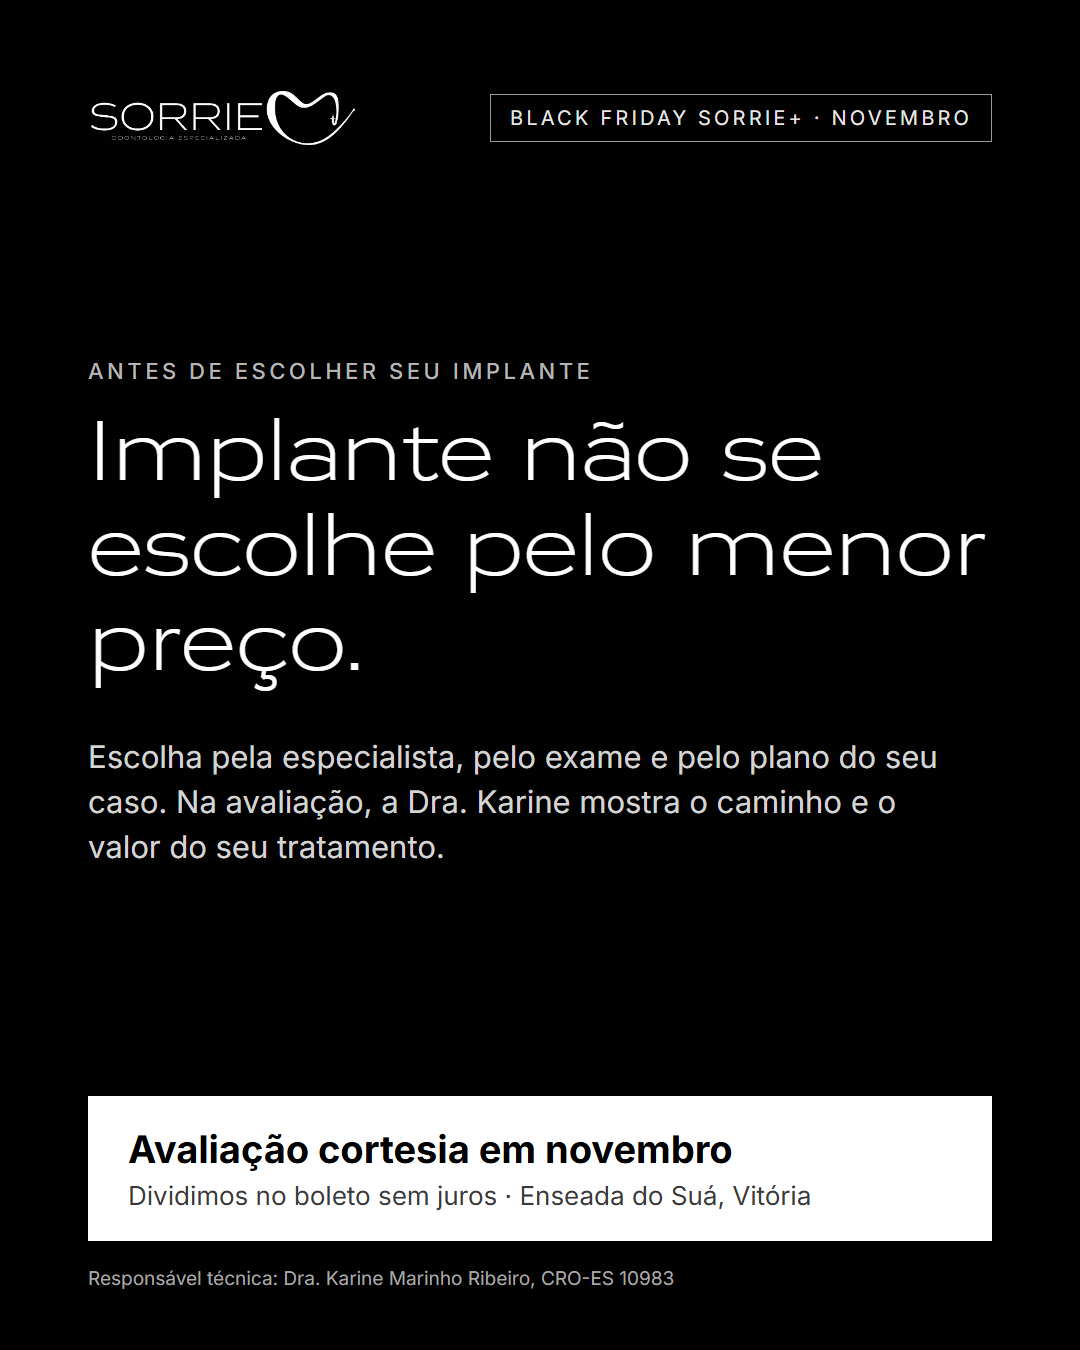 SORRIE
ODONTOLOGIA ESPECIALIZADA
BLACK FRIDAY SORRIE+ · NOVEMBRO
ANTES DE ESCOLHER SEU IMPLANTE
Implante não se
escolhe pelo menor
preço.
Escolha pela especialista, pelo exame e pelo plano do seu
caso. Na avaliação, a Dra. Karine mostra o caminho e o
valor do seu tratamento.
Avaliação cortesia em novembro
Dividimos no boleto sem juros · Enseada do Suá, Vitória
Responsável técnica: Dra. Karine Marinho Ribeiro, CRO-ES 10983